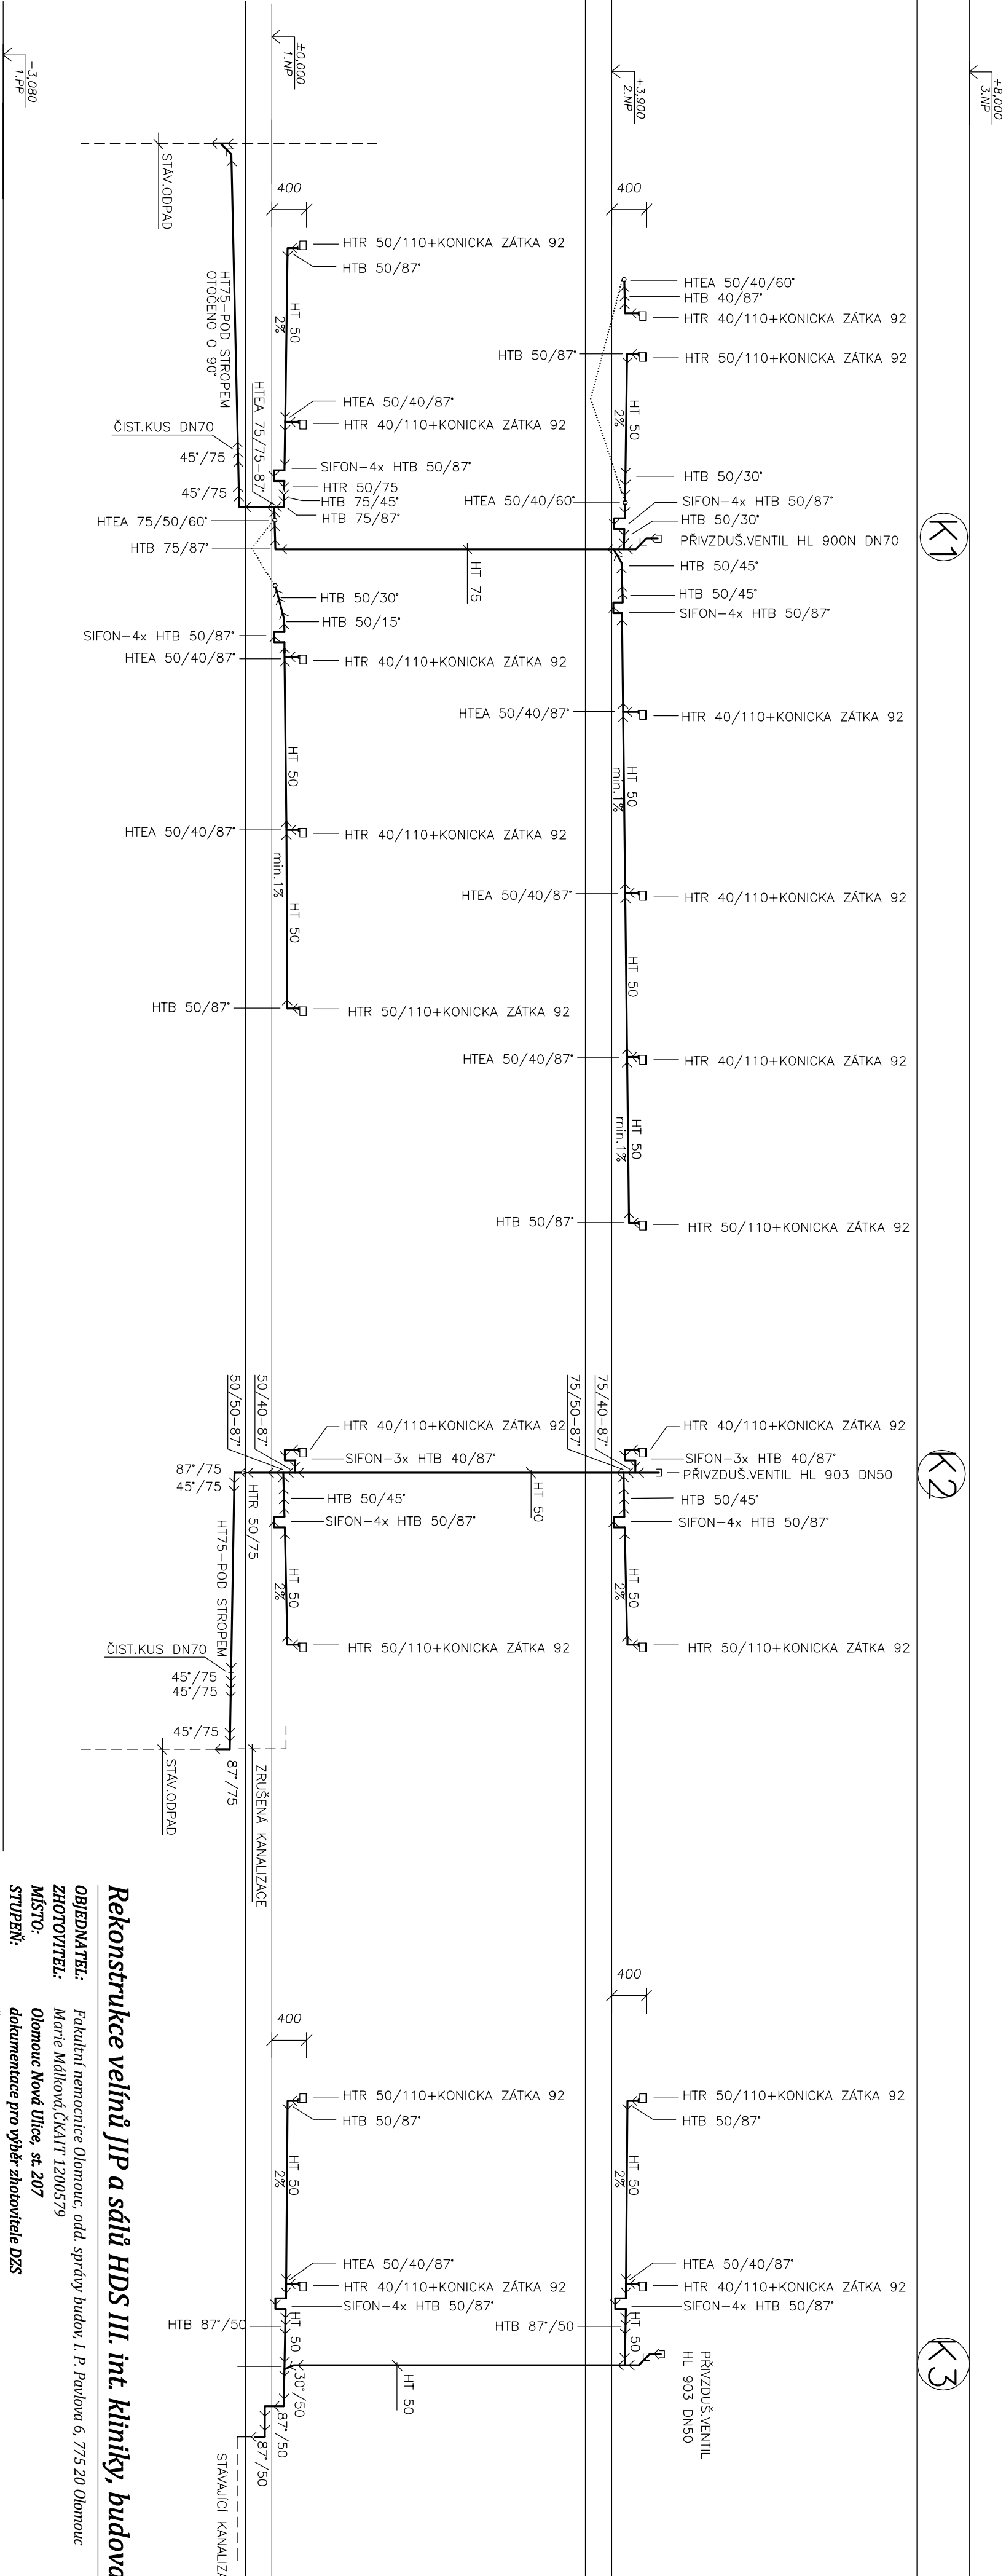 +8,000
3.NP
+3,900
2.NP
±0,000
1.NP
-3,080
1.PP
K1
400
400
STÁV.ODPAD
HT75-POD STROPEM
OTOČENO O 90°
HTR 50/110+KONICKA ZÁTKA 92
HTB 50/87°
HT 50
2%
HTEA 50/40/87°
HTR 40/110+KONICKA ZÁTKA 92
ČIST.KUS DN70
45°/75
45°/75
HTEA 75/75-87°
SIFON-4x HTB 50/87°
HTR 50/75
HTB 75/45°
HTB 75/87°
HTEA 75/50/60°
HTB 75/87°
HT 75
HTB 50/30°
HTB 50/15°
SIFON-4x HTB 50/87°
HTEA 50/40/87°
HTR 40/110+KONICKA ZÁTKA 92
HT 50
HTEA 50/40/87°
HTR 40/110+KONICKA ZÁTKA 92
min.1%
HT 50
HTB 50/87°
HTR 50/110+KONICKA ZÁTKA 92
HTEA 50/40/60°
HTB 40/87°
HTR 40/110+KONICKA ZÁTKA 92
HTB 50/87°
HTR 50/110+KONICKA ZÁTKA 92
HT 50
2%
HTB 50/30°
HTEA 50/40/60°
SIFON-4x HTB 50/87°
HTB 50/30°
PŘIVZDUŠ.VENTIL HL 900N DN70
HTB 50/45°
HTB 50/45°
SIFON-4x HTB 50/87°
HTEA 50/40/87°
HTR 40/110+KONICKA ZÁTKA 92
HT 50
min.1%
HTEA 50/40/87°
HTR 40/110+KONICKA ZÁTKA 92
HT 50
HTEA 50/40/87°
HTR 40/110+KONICKA ZÁTKA 92
HT 50
min.1%
HTB 50/87°
HTR 50/110+KONICKA ZÁTKA 92
K2
75/40-87°
75/50-87°
HTR 40/110+KONICKA ZÁTKA 92
SIFON-3x HTB 40/87°
PŘIVZDUŠ.VENTIL HL 903 DN50
HTB 50/45°
SIFON-4x HTB 50/87°
HT 50
HT 50
2%
HTR 50/110+KONICKA ZÁTKA 92
50/40-87°
50/50-87°
HTR 40/110+KONICKA ZÁTKA 92
SIFON-3x HTB 40/87°
87°/75
45°/75
HTR 50/75
HTB 50/45°
SIFON-4x HTB 50/87°
HT 50
2%
HTR 50/110+KONICKA ZÁTKA 92
HT75-POD STROPEM
ČIST.KUS DN70
45°/75
45°/75
45°/75
87°/75
STÁV.ODPAD
ZRUŠENÁ KANALIZACE
K3
400
400
HTR 50/110+KONICKA ZÁTKA 92
HTB 50/87°
HT 50
2%
HTEA 50/40/87°
HTR 40/110+KONICKA ZÁTKA 92
SIFON-4x HTB 50/87°
HTB 87°/50
HT 50
PŘIVZDUŠ.VENTIL
HL 903 DN50
HT 50
HTR 50/110+KONICKA ZÁTKA 92
HTB 50/87°
HT 50
2%
HTEA 50/40/87°
HTR 40/110+KONICKA ZÁTKA 92
SIFON-4x HTB 50/87°
HTB 87°/50
HT 50
30°/50
87°/50
87°/50
STÁVAJÍCÍ KANALIZA
Rekonstrukce velínů JIP a sálů HDS III. int. kliniky, budova
OBJEDNATEL: Fakultní nemocnice Olomouc, odd. správy budov, I. P. Pavlova 6, 775 20 Olomouc
ZHOTOVITEL: Marie Málková,ČKAIT 1200579
MÍSTO: Olomouc Nová Ulice, st. 207
STUPEŇ: dokumentace pro výběr zhotovitele DZS